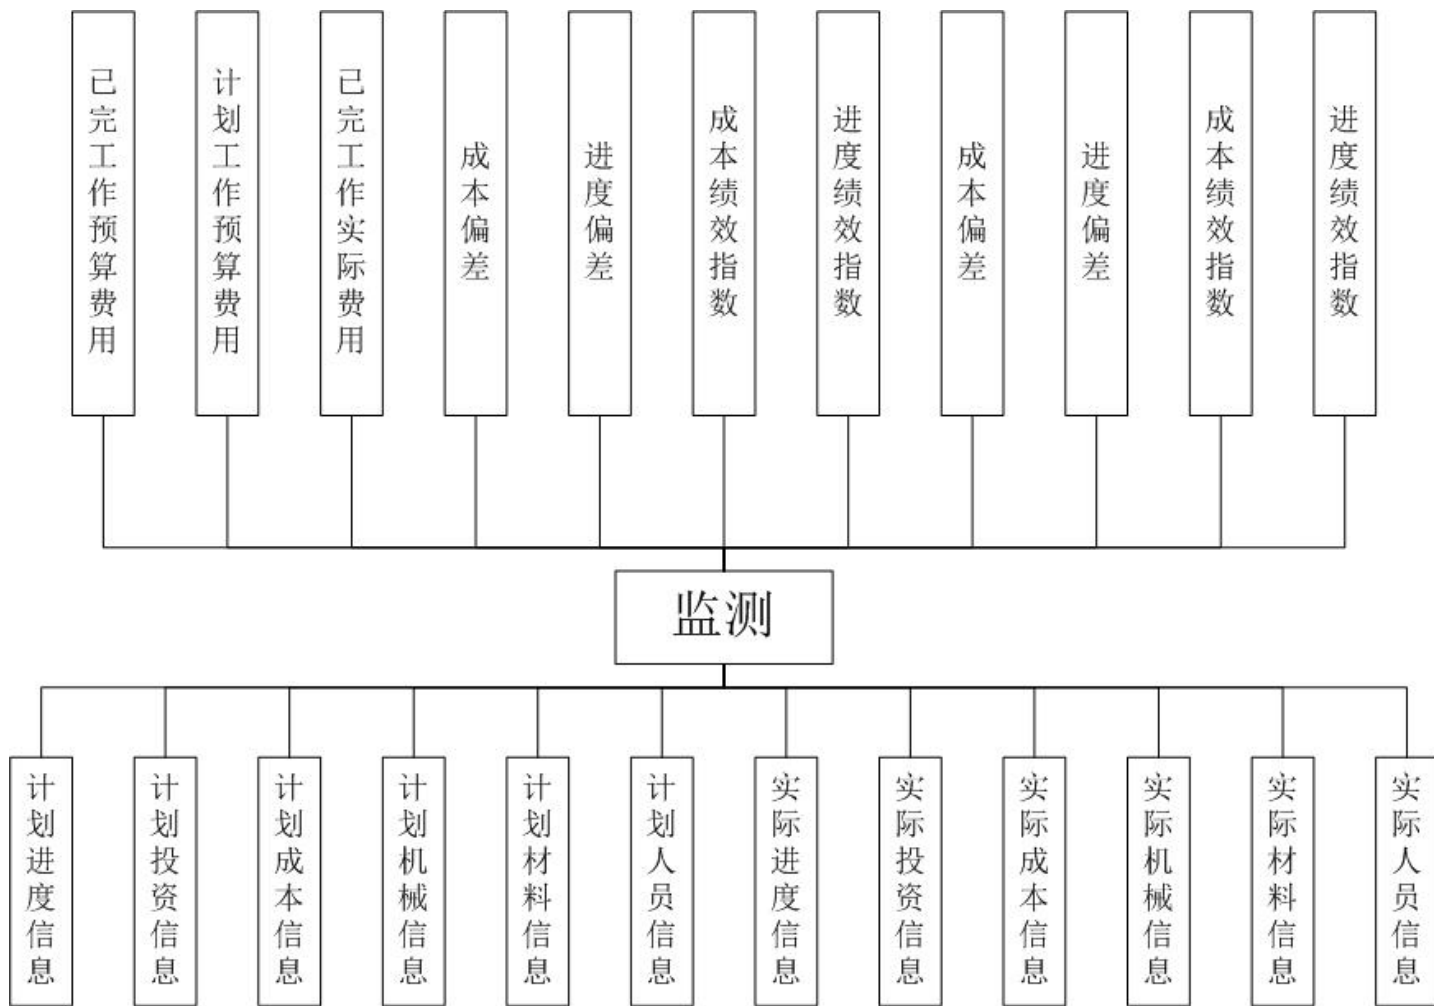 已完工作预算费用
计划工作预算费用
已完工作实际费用
成本偏差
进度偏差
成本绩效指数
进度绩效指数
成本偏差
进度偏差
成本绩效指数
进度绩效指数
监测
计划进度信息
计划投资信息
计划成本信息
计划机械信息
计划材料信息
计划人员信息
实际进度信息
实际投资信息
实际成本信息
实际机械信息
实际材料信息
实际人员信息